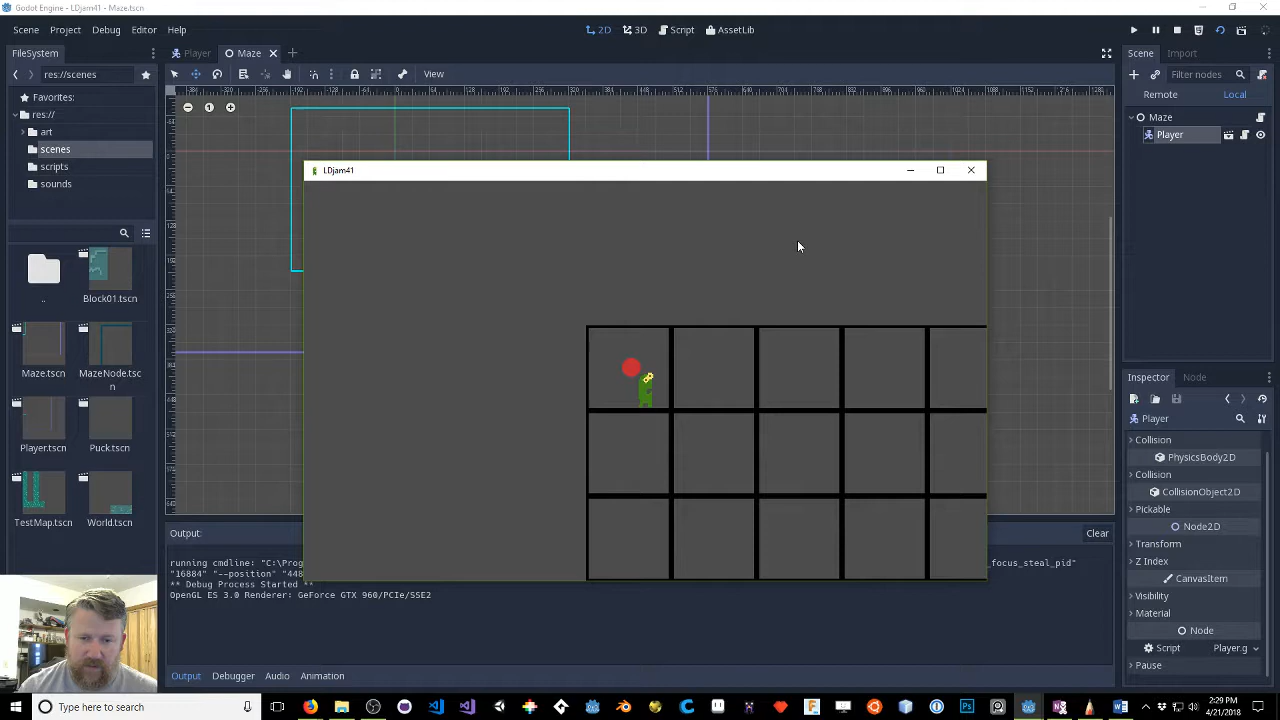 Godot Engine - LDjam41 - Maze.tscn
Scene Project Debug Editor Help
2D 3D Script AssetLib
FileSystem
Player Maze
Scene Import
res://scenes
View
Filter nodes
Remote Local
Favorites:
res://
art
scenes
scripts
sounds
Maze
Player
LDjam41
..
Block01.tscn
Maze.tscn
MazeNode.tscn
Player.tscn
Puck.tscn
TestMap.tscn
World.tscn
Inspector Node
Player
Collision
PhysicsBody2D
Collision
CollisionObject2D
Pickable
Node2D
Transform
Z Index
CanvasItem
Visibility
Material
Node
Script Player.g
Pause
Output: Clear
running cmdline: "C:\Prog _focus_steal_pid"
"16884" "--position" "448
** Debug Process Started **
OpenGL ES 3.0 Renderer: GeForce GTX 960/PCIe/SSE2
Output Debugger Audio Animation
Type here to search
2:29 PM
4/21/2018